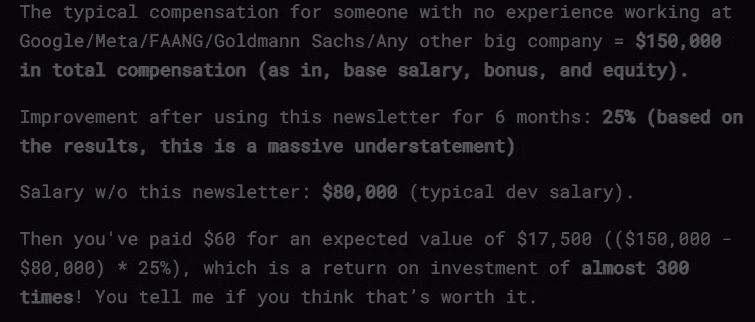 The typical compensation for someone with no experience working at
Google/Meta/FAANG/Goldmann Sachs/Any other big company = $150,000
in total compensation (as in, base salary, bonus, and equity).
Improvement after using this newsletter for 6 months: 25% (based on
the results, this is a massive understatement)
Salary w/o this newsletter: $80,000 (typical dev salary).
Then you've paid $60 for an expected value of $17,500 (($150,000 -
$80,000) * 25%), which is a return on investment of almost 300
times! You tell me if you think that’s worth it.